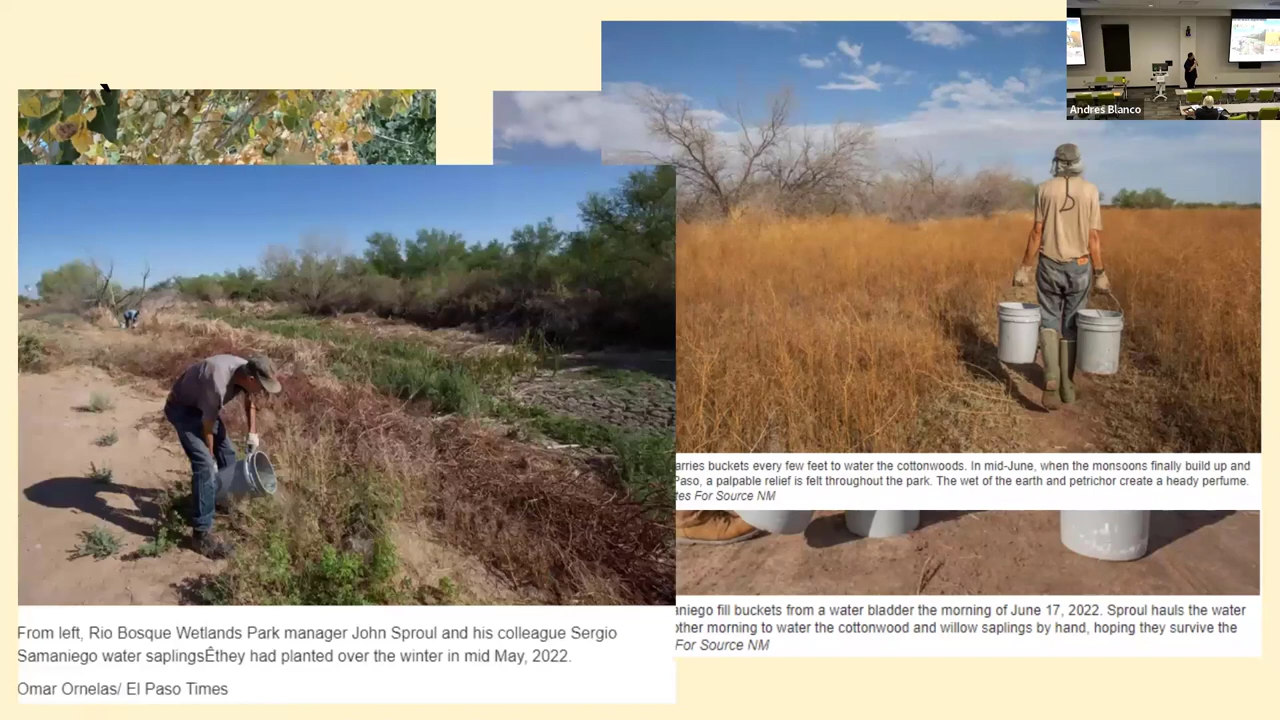 Andres Blanco
arries buckets every few feet to water the cottonwoods. In mid-June, when the monsoons finally build up and
Paso, a palpable relief is felt throughout the park. The wet of the earth and petrichor create a heady perfume.
tes For Source NM
aniego fill buckets from a water bladder the morning of June 17, 2022. Sproul hauls the water
other morning to water the cottonwood and willow saplings by hand, hoping they survive the
For Source NM
From left, Rio Bosque Wetlands Park manager John Sproul and his colleague Sergio
Samaniego water saplingsÊthey had planted over the winter in mid May, 2022.
Omar Ornelas/ El Paso Times